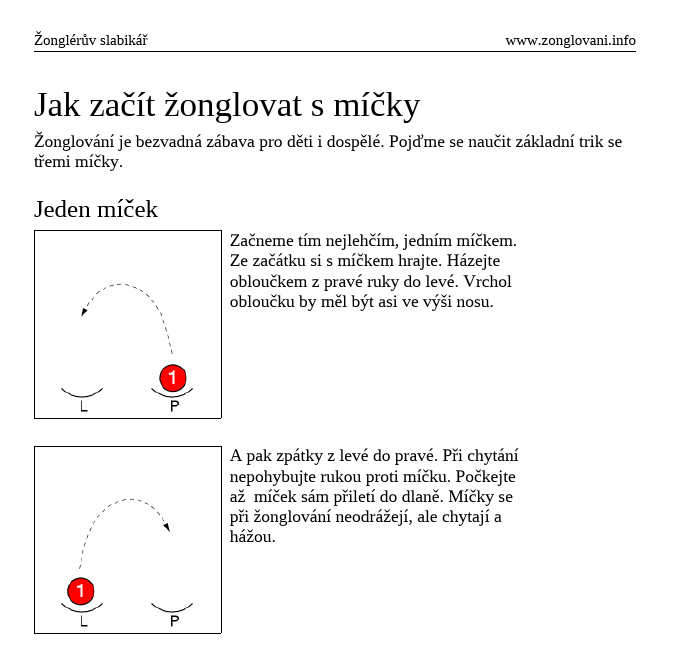 Žonglérův slabikář www.zonglovani.info
Jak začít žonglovat s míčky
Žonglování je bezvadná zábava pro děti i dospělé. Pojďme se naučit základní trik se
třemi míčky.
Jeden míček
Začneme tím nejlehčím, jedním míčkem.
Ze začátku si s míčkem hrajte. Házejte
obloučkem z pravé ruky do levé. Vrchol
obloučku by měl být asi ve výši nosu.
1
L P
A pak zpátky z levé do pravé. Při chytání
nepohybujte rukou proti míčku. Počkejte
až  míček sám přiletí do dlaně. Míčky se
při žonglování neodrážejí, ale chytají a
hážou.
1
L P